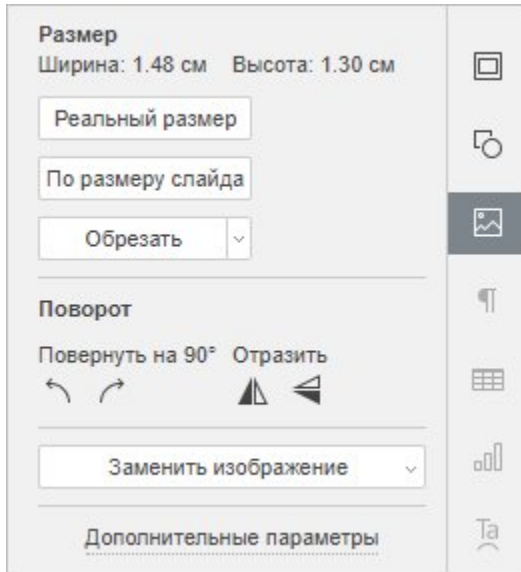 Размер
Ширина: 1.48 см Высота: 1.30 см
Реальный размер
По размеру слайда
Обрезать
Поворот
Повернуть на 90° Отразить
Заменить изображение
Дополнительные параметры
Ta